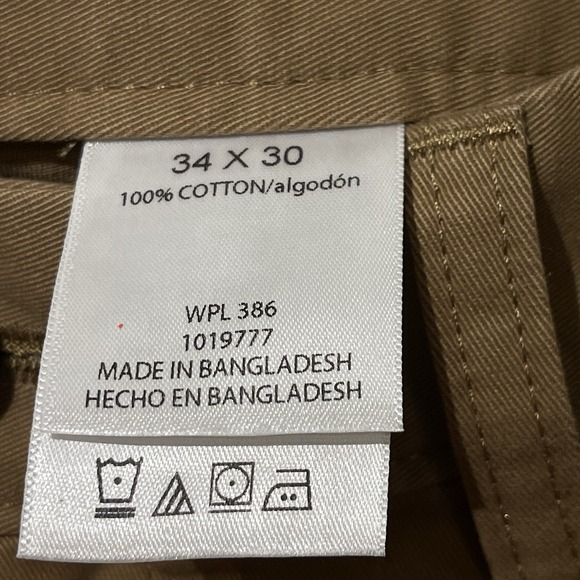 34 X 30
100% COTTON/algodón
WPL 386
1019777
MADE IN BANGLADESH
HECHO EN BANGLADESH